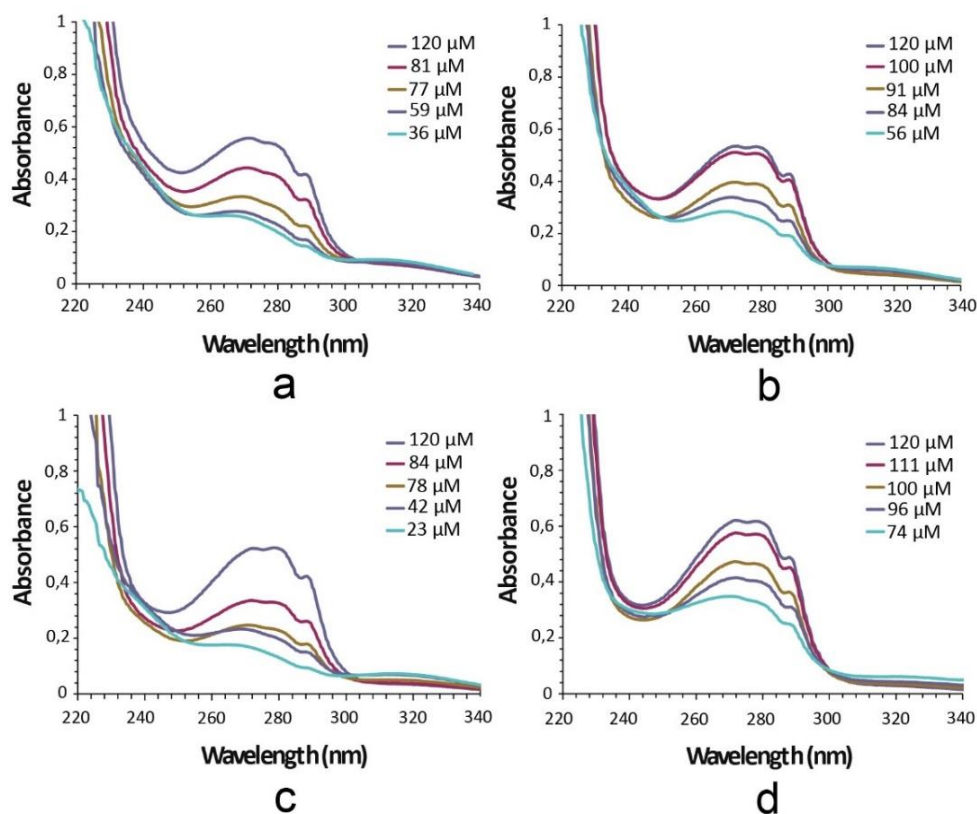 1
0,8
0,6
0,4
0,2
0
Absorbance
120 µM
81 µM
77 µM
59 µM
36 µM
220 240 260 280 300 320 340
Wavelength (nm)
a
1
0,8
0,6
0,4
0,2
0
Absorbance
120 µM
100 µM
91 µM
84 µM
56 µM
220 240 260 280 300 320 340
Wavelength (nm)
b
1
0,8
0,6
0,4
0,2
0
Absorbance
120 µM
84 µM
78 µM
42 µM
23 µM
220 240 260 280 300 320 340
Wavelength (nm)
c
1
0,8
0,6
0,4
0,2
0
Absorbance
120 µM
111 µM
100 µM
96 µM
74 µM
220 240 260 280 300 320 340
Wavelength (nm)
d